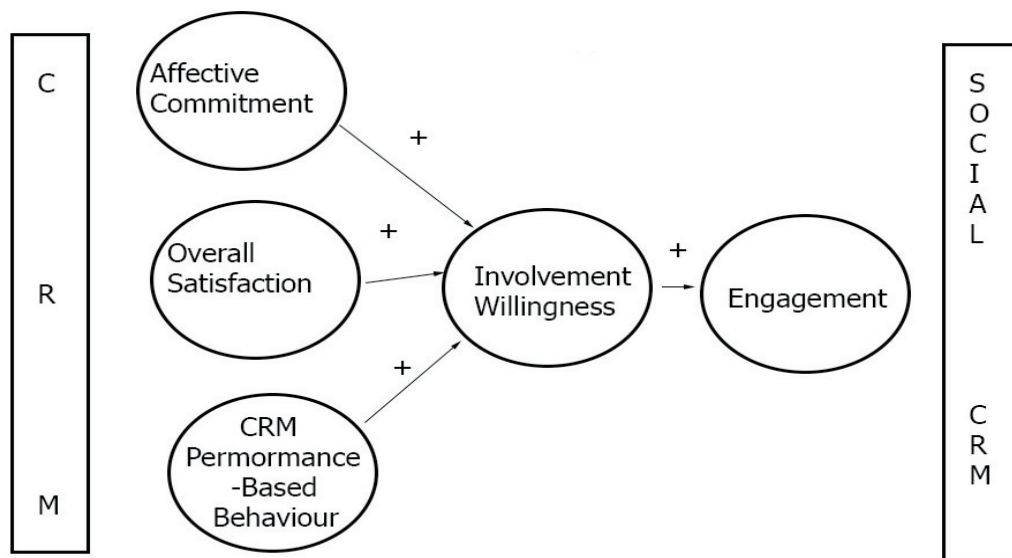 C
R
M
Affective
Commitment
+
Overall
Satisfaction
+
CRM
Permormance
-Based
Behaviour
+
Involvement
Willingness
+
Engagement
S
O
C
I
A
L
C
R
M